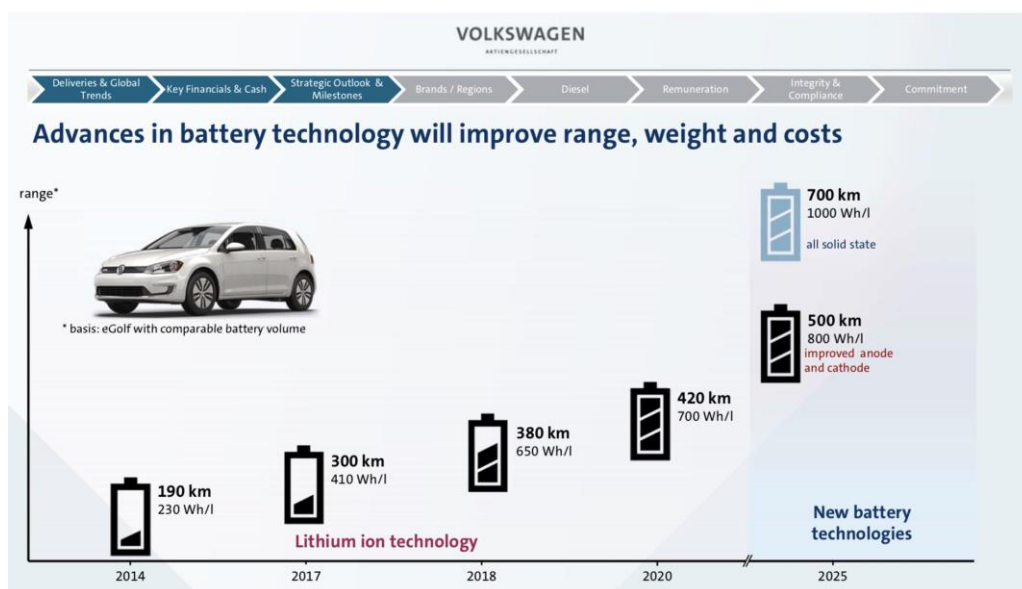 VOLKSWAGEN
AKTIENGESELLSCHAFT
Deliveries & Global
Trends
Key Financials & Cash
Strategic Outlook &
Milestones
Brands / Regions
Diesel
Remuneration
Integrity &
Compliance
Commitment
Advances in battery technology will improve range, weight and costs
range*
* basis: eGolf with comparable battery volume
190 km
230 Wh/l
300 km
410 Wh/l
380 km
650 Wh/l
420 km
700 Wh/l
700 km
1000 Wh/l
all solid state
500 km
800 Wh/l
improved anode
and cathode
Lithium ion technology
New battery
technologies
2014
2017
2018
2020
2025